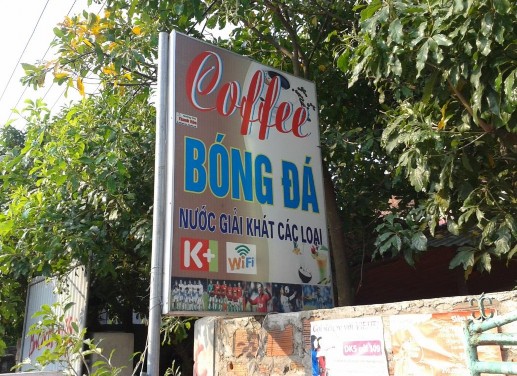 Coffee
BÓNG ĐÁ
NƯỚC GIẢI KHÁT CÁC LOẠI
K+
WiFi